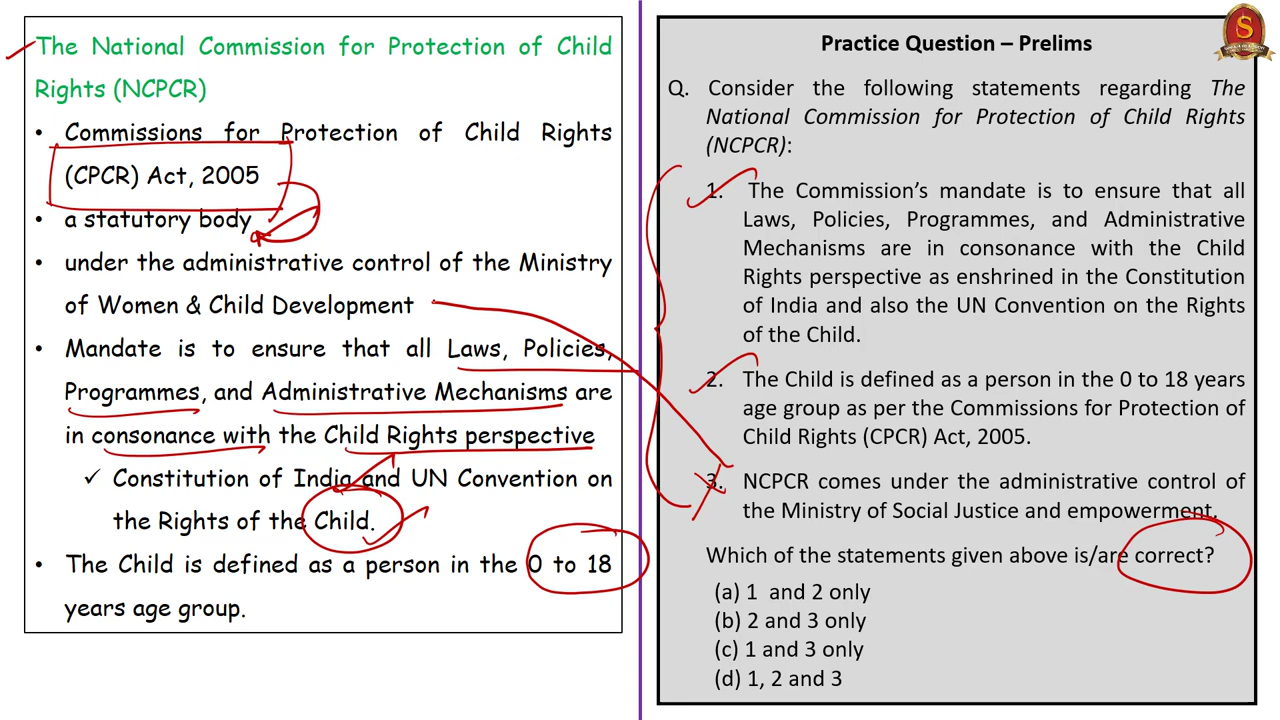 The National Commission for Protection of Child
Rights (NCPCR)
• Commissions for Protection of Child Rights
(CPCR) Act, 2005
• a statutory body
• under the administrative control of the Ministry
of Women & Child Development
• Mandate is to ensure that all Laws, Policies,
Programmes, and Administrative Mechanisms are
in consonance with the Child Rights perspective
✓ Constitution of India and UN Convention on
the Rights of the Child.
• The Child is defined as a person in the 0 to 18
years age group.
Practice Question – Prelims
Q. Consider the following statements regarding The
National Commission for Protection of Child Rights
(NCPCR):
1. The Commission's mandate is to ensure that all
Laws, Policies, Programmes, and Administrative
Mechanisms are in consonance with the Child
Rights perspective as enshrined in the Constitution
of India and also the UN Convention on the Rights
of the Child.
2. The Child is defined as a person in the 0 to 18 years
age group as per the Commissions for Protection of
Child Rights (CPCR) Act, 2005.
3. NCPCR comes under the administrative control of
the Ministry of Social Justice and empowerment.
Which of the statements given above is/are correct?
(a) 1 and 2 only
(b) 2 and 3 only
(c) 1 and 3 only
(d) 1, 2 and 3
S